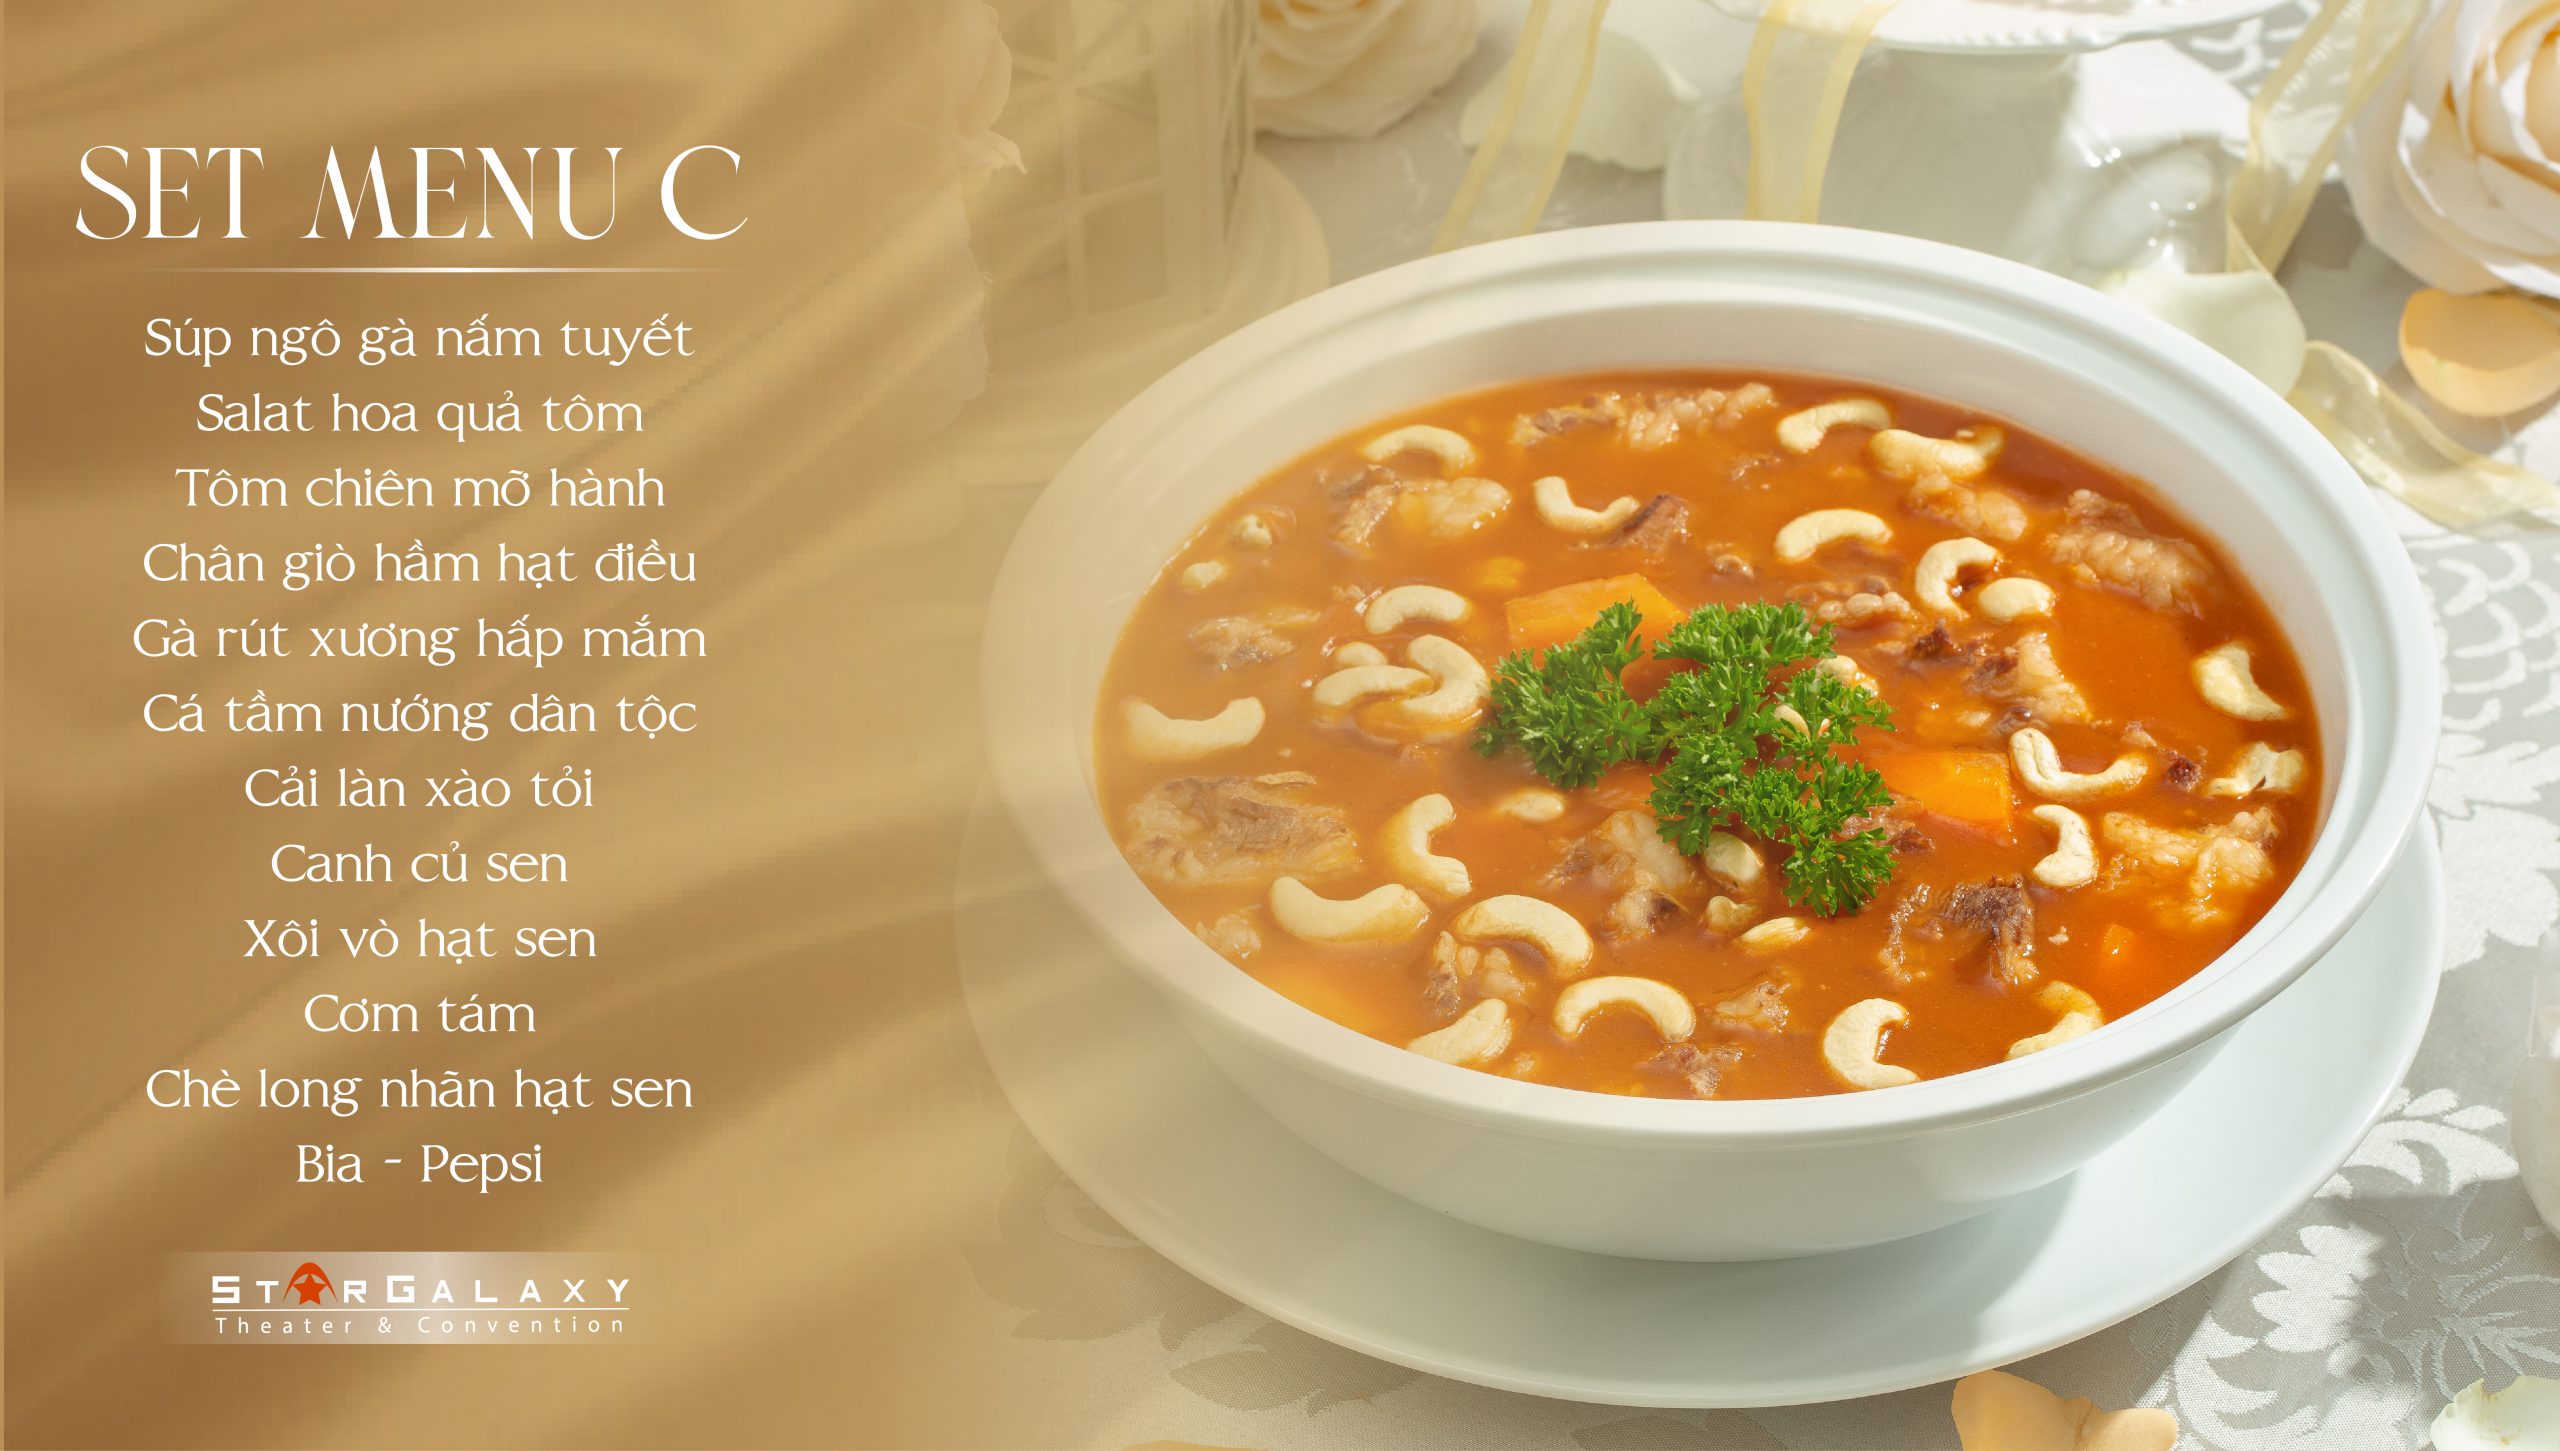 SET MENU C
Súp ngô gà nấm tuyết
Salat hoa quả tôm
Tôm chiên mỡ hành
Chân giò hầm hạt điều
Gà rút xương hấp mắm
Cá tầm nướng dân tộc
Cải làn xào tỏi
Canh củ sen
Xôi vò hạt sen
Cơm tám
Chè long nhãn hạt sen
Bia - Pepsi
STARGALAXY
Theater & Convention